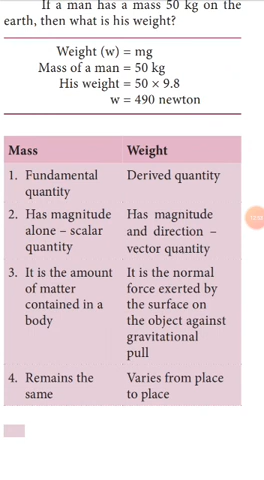 If a man has a mass 50 kg on the
earth, then what is his weight?
Weight (w) = mg
Mass of a man = 50 kg
His weight = 50 × 9.8
w = 490 newton
Mass Weight
1. Fundamental quantity Derived quantity
2. Has magnitude alone – scalar quantity Has magnitude and direction – vector quantity
3. It is the amount of matter contained in a body It is the normal force exerted by the surface on the object against gravitational pull
4. Remains the same Varies from place to place